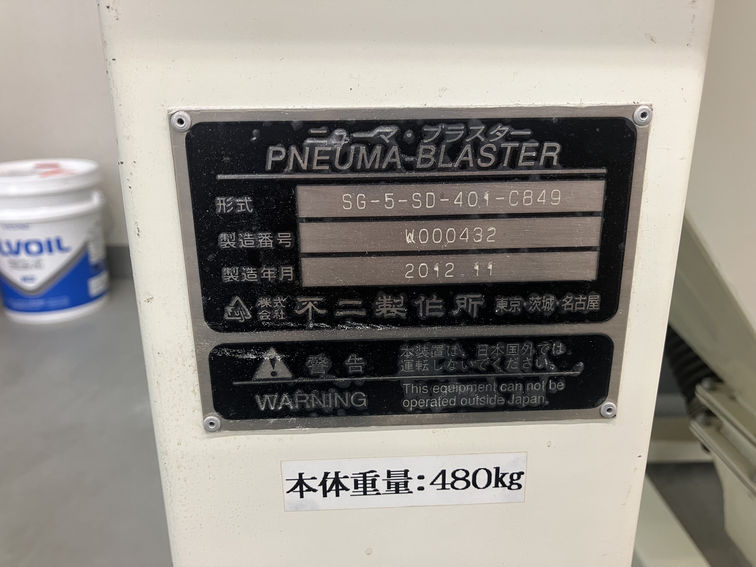 ニューマ・ブラスター
PNEUMA-BLASTER
形式 SG-5-SD-401-C849
製造番号 W000432
製造年月 2012.11
株式会社 不二製作所 東京・茨城・名古屋
警告 本装置は、日本国外では、
運転しないでください。
WARNING This equipment can not be
operated outside Japan.
本体重量:480kg
LVOIL